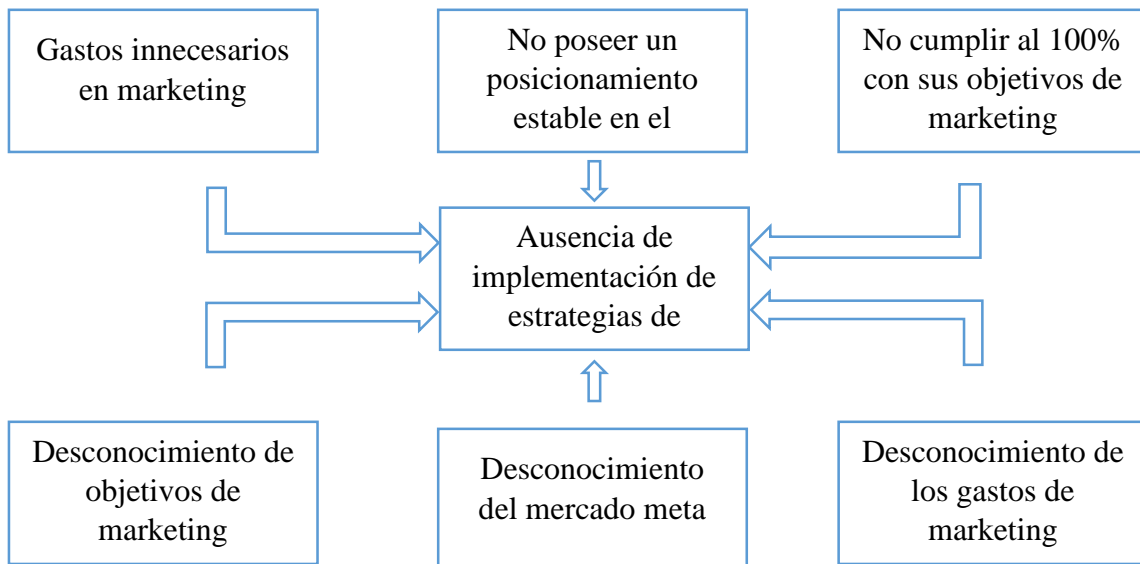 Gastos innecesarios
en marketing
No poseer un
posicionamiento
estable en el
No cumplir al 100%
con sus objetivos de
marketing
Ausencia de
implementación de
estrategias de
Desconocimiento de
objetivos de
marketing
Desconocimiento
del mercado meta
Desconocimiento de
los gastos de
marketing